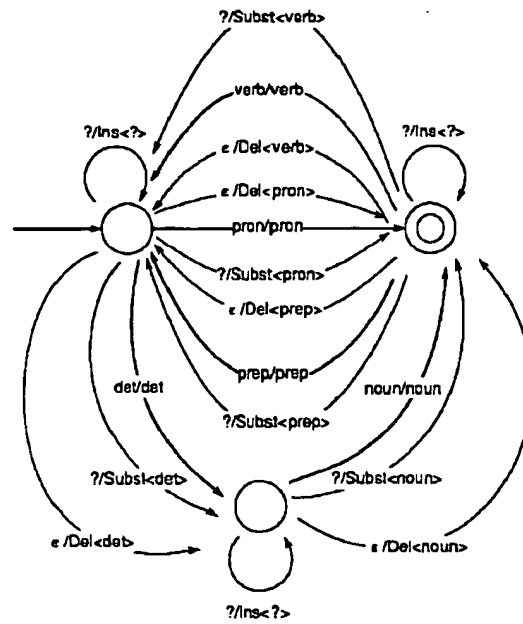 ?/Subst<verb>
verb/verb
?/Ins<?> ε/Del<verb> ?/Ins<?>
ε/Del<pron>
pron/pron
?/Subst<pron>
ε/Del<prep>
prep/prep
det/det noun/noun
?/Subst<prep>
?/Subst<det> ?/Subst<noun>
ε/Del<det> ε/Del<noun>
?/Ins<?>